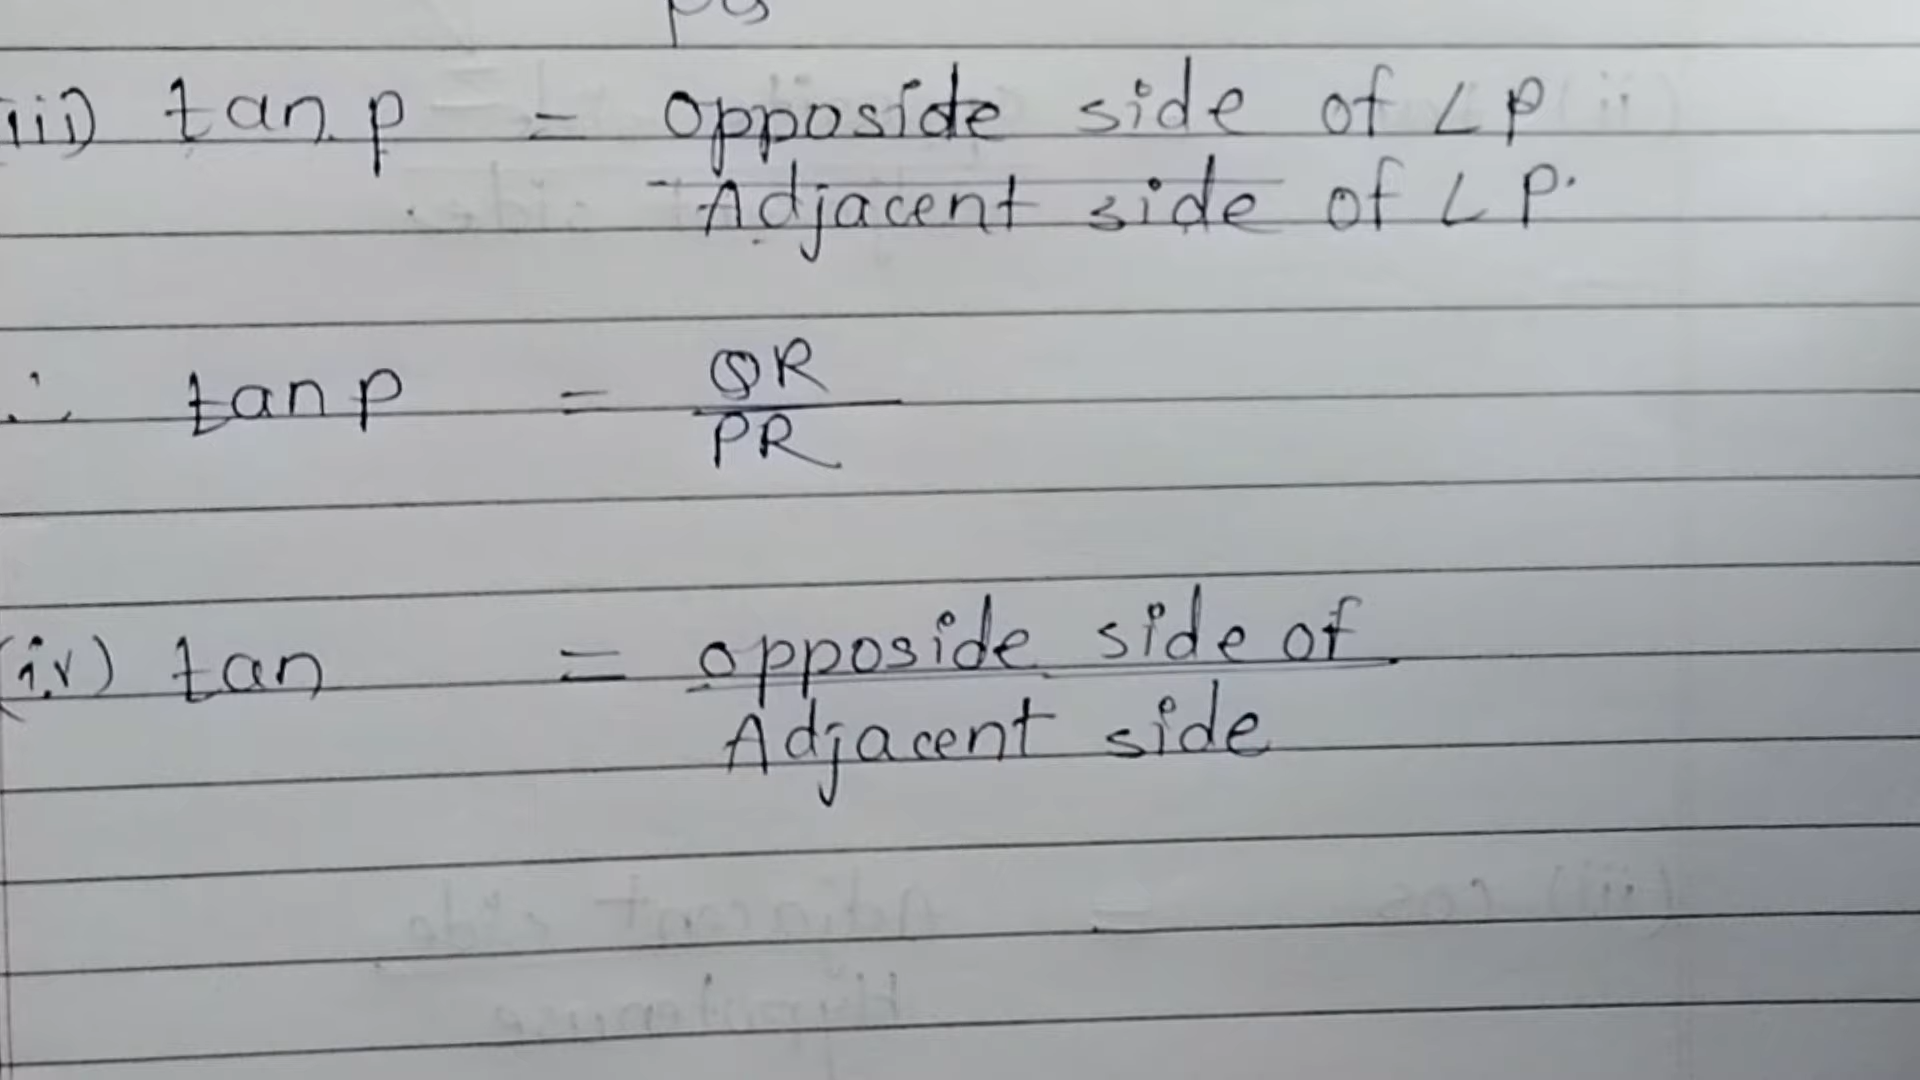 iii) tan p = Opposide side of ∠P
Adjacent side of ∠P.
∴ tan p = QR
PR
(iv) tan = opposide side of
Adjacent side